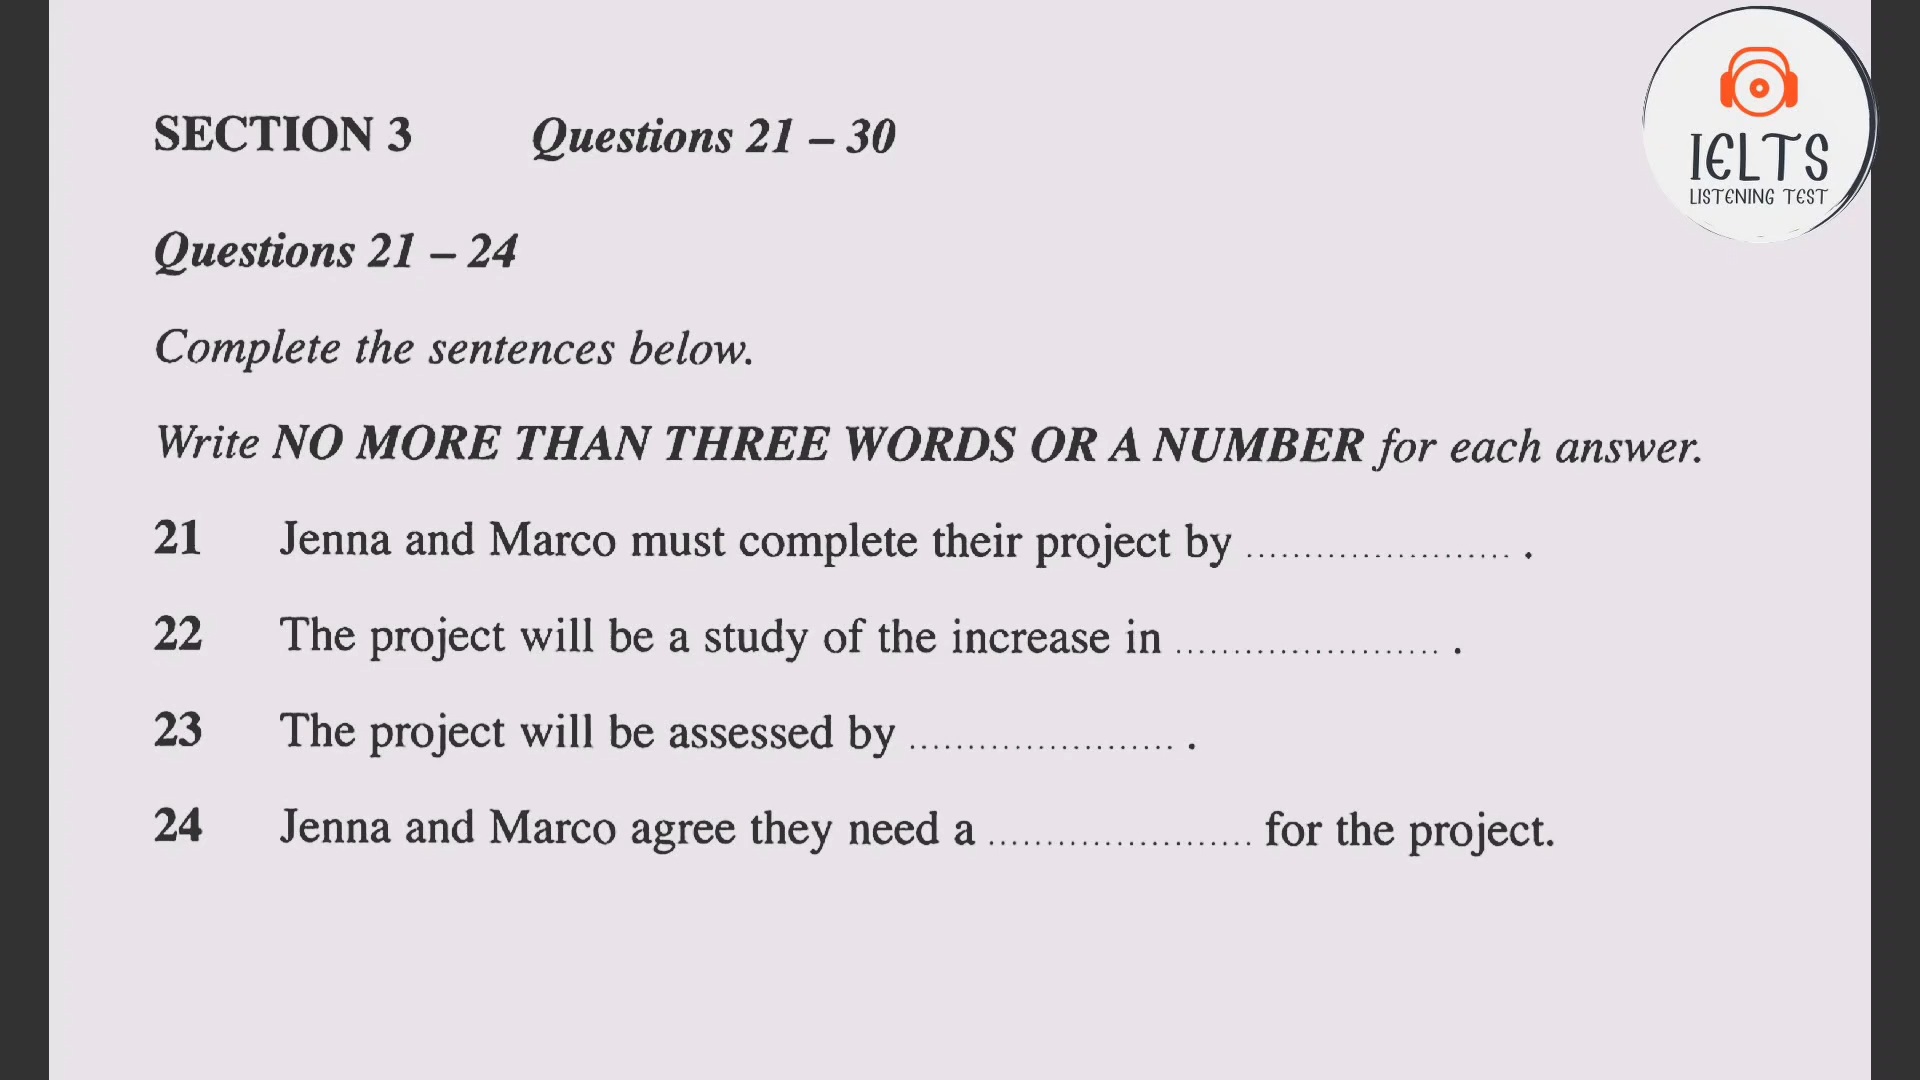 SECTION 3 Questions 21 – 30
IELTS
LISTENING TEST
Questions 21 – 24
Complete the sentences below.
Write NO MORE THAN THREE WORDS OR A NUMBER for each answer.
21 Jenna and Marco must complete their project by ....................... .
22 The project will be a study of the increase in ....................... .
23 The project will be assessed by ....................... .
24 Jenna and Marco agree they need a ....................... for the project.